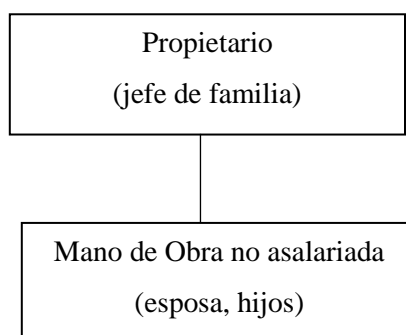 Propietario
(jefe de familia)
Mano de Obra no asalariada
(esposa, hijos)